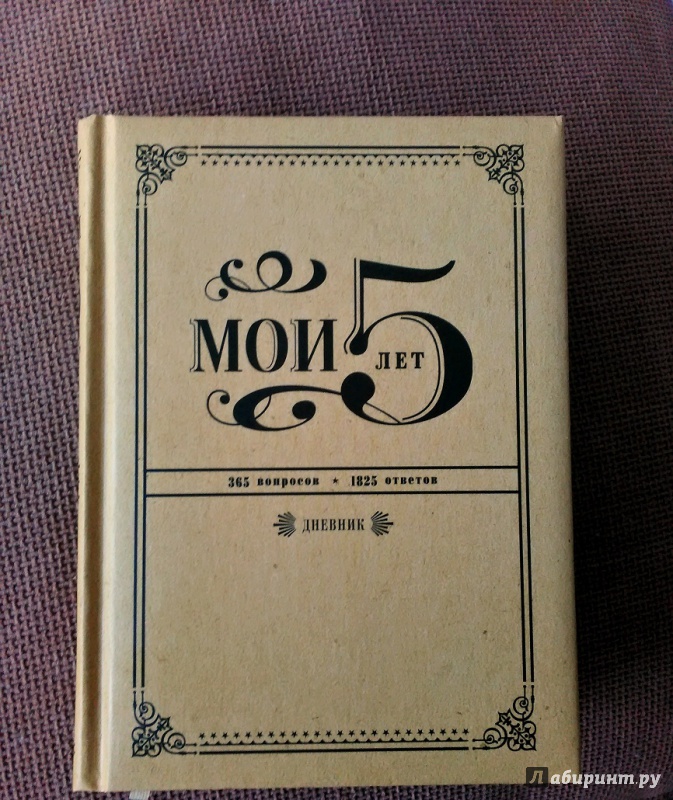 МОИ 5 ЛЕТ
365 вопросов ★ 1825 ответов
ДНЕВНИК
Лабиринт.ру